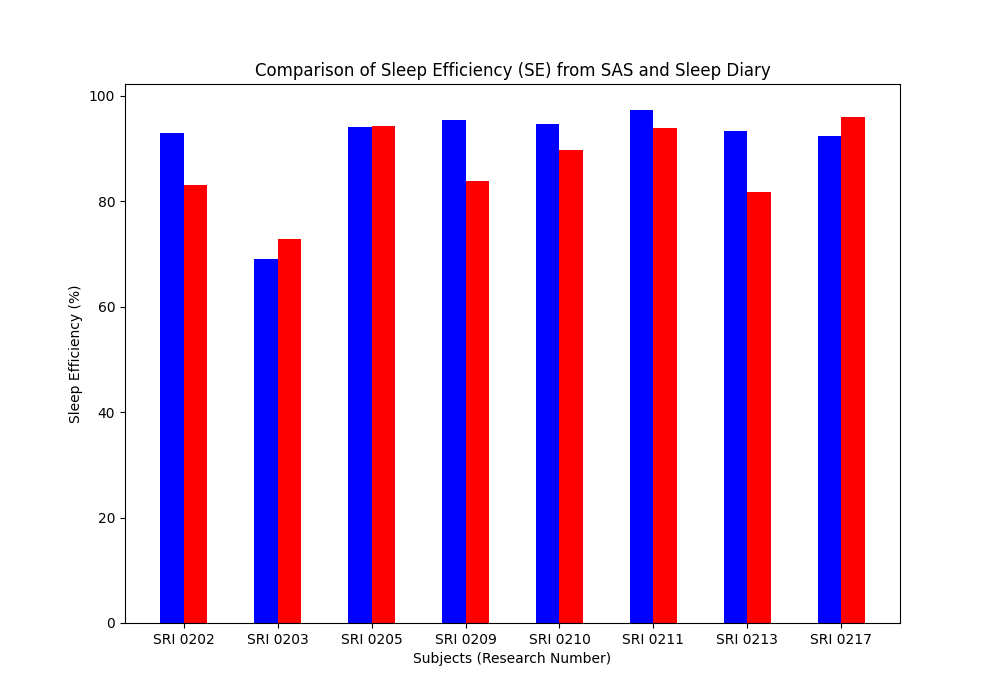 Comparison of Sleep Efficiency (SE) from SAS and Sleep Diary
100
80
60
40
20
0
Sleep Efficiency (%)
SRI 0202 SRI 0203 SRI 0205 SRI 0209 SRI 0210 SRI 0211 SRI 0213 SRI 0217
Subjects (Research Number)